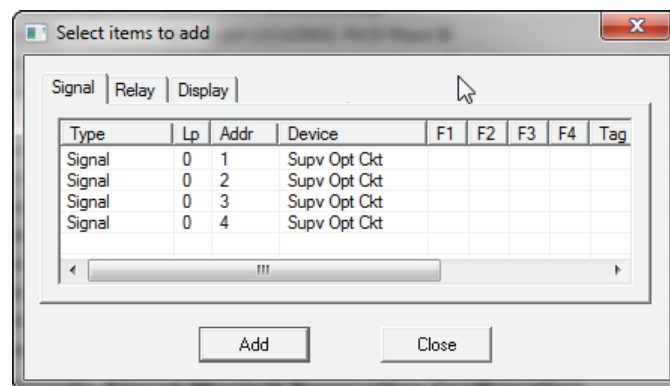 Select items to add
Signal Relay Display
Type Lp Addr Device F1 F2 F3 F4 Tag
Signal 0 1 Supv Opt Ckt
Signal 0 2 Supv Opt Ckt
Signal 0 3 Supv Opt Ckt
Signal 0 4 Supv Opt Ckt
Add Close